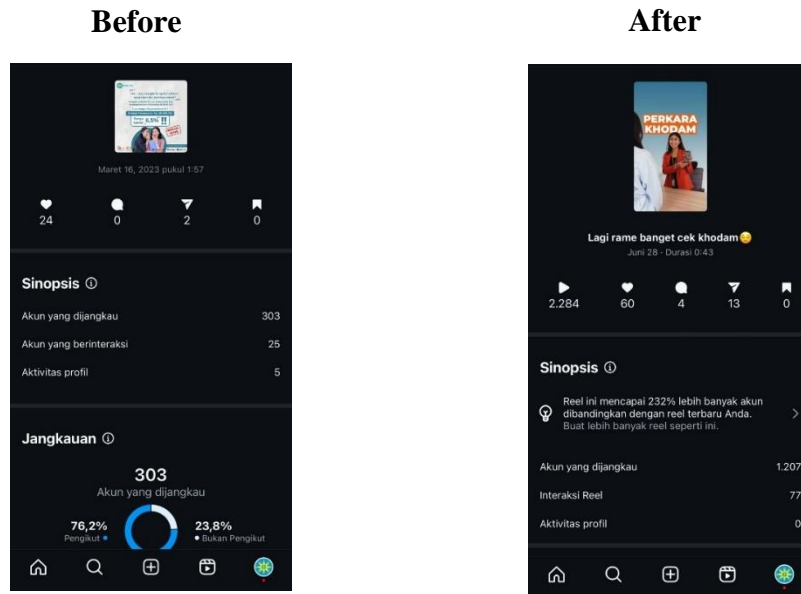 Before
After
6,5% !!
Maret 16, 2023 pukul 1:57
24 0 2 0
Sinopsis
Akun yang dijangkau 303
Akun yang berinteraksi 25
Aktivitas profil 5
Jangkauan
303
Akun yang dijangkau
76,2% 23,8%
Pengikut Bukan Pengikut
PERKARA
KHODAM
Lagi rame banget cek khodam
Juni 28 · Durasi 0:43
2.284 60 4 13 0
Sinopsis
Reel ini mencapai 232% lebih banyak akun
dibandingkan dengan reel terbaru Anda.
Buat lebih banyak reel seperti ini.
Akun yang dijangkau 1.207
Interaksi Reel 77
Aktivitas profil 0